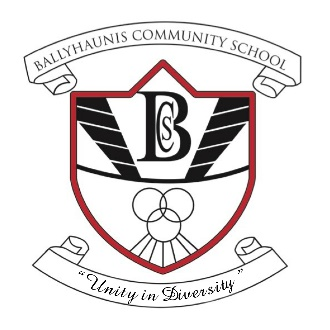 BALLYHAUNIS COMMUNITY SCHOOL
BCS
"Unity in Diversity"